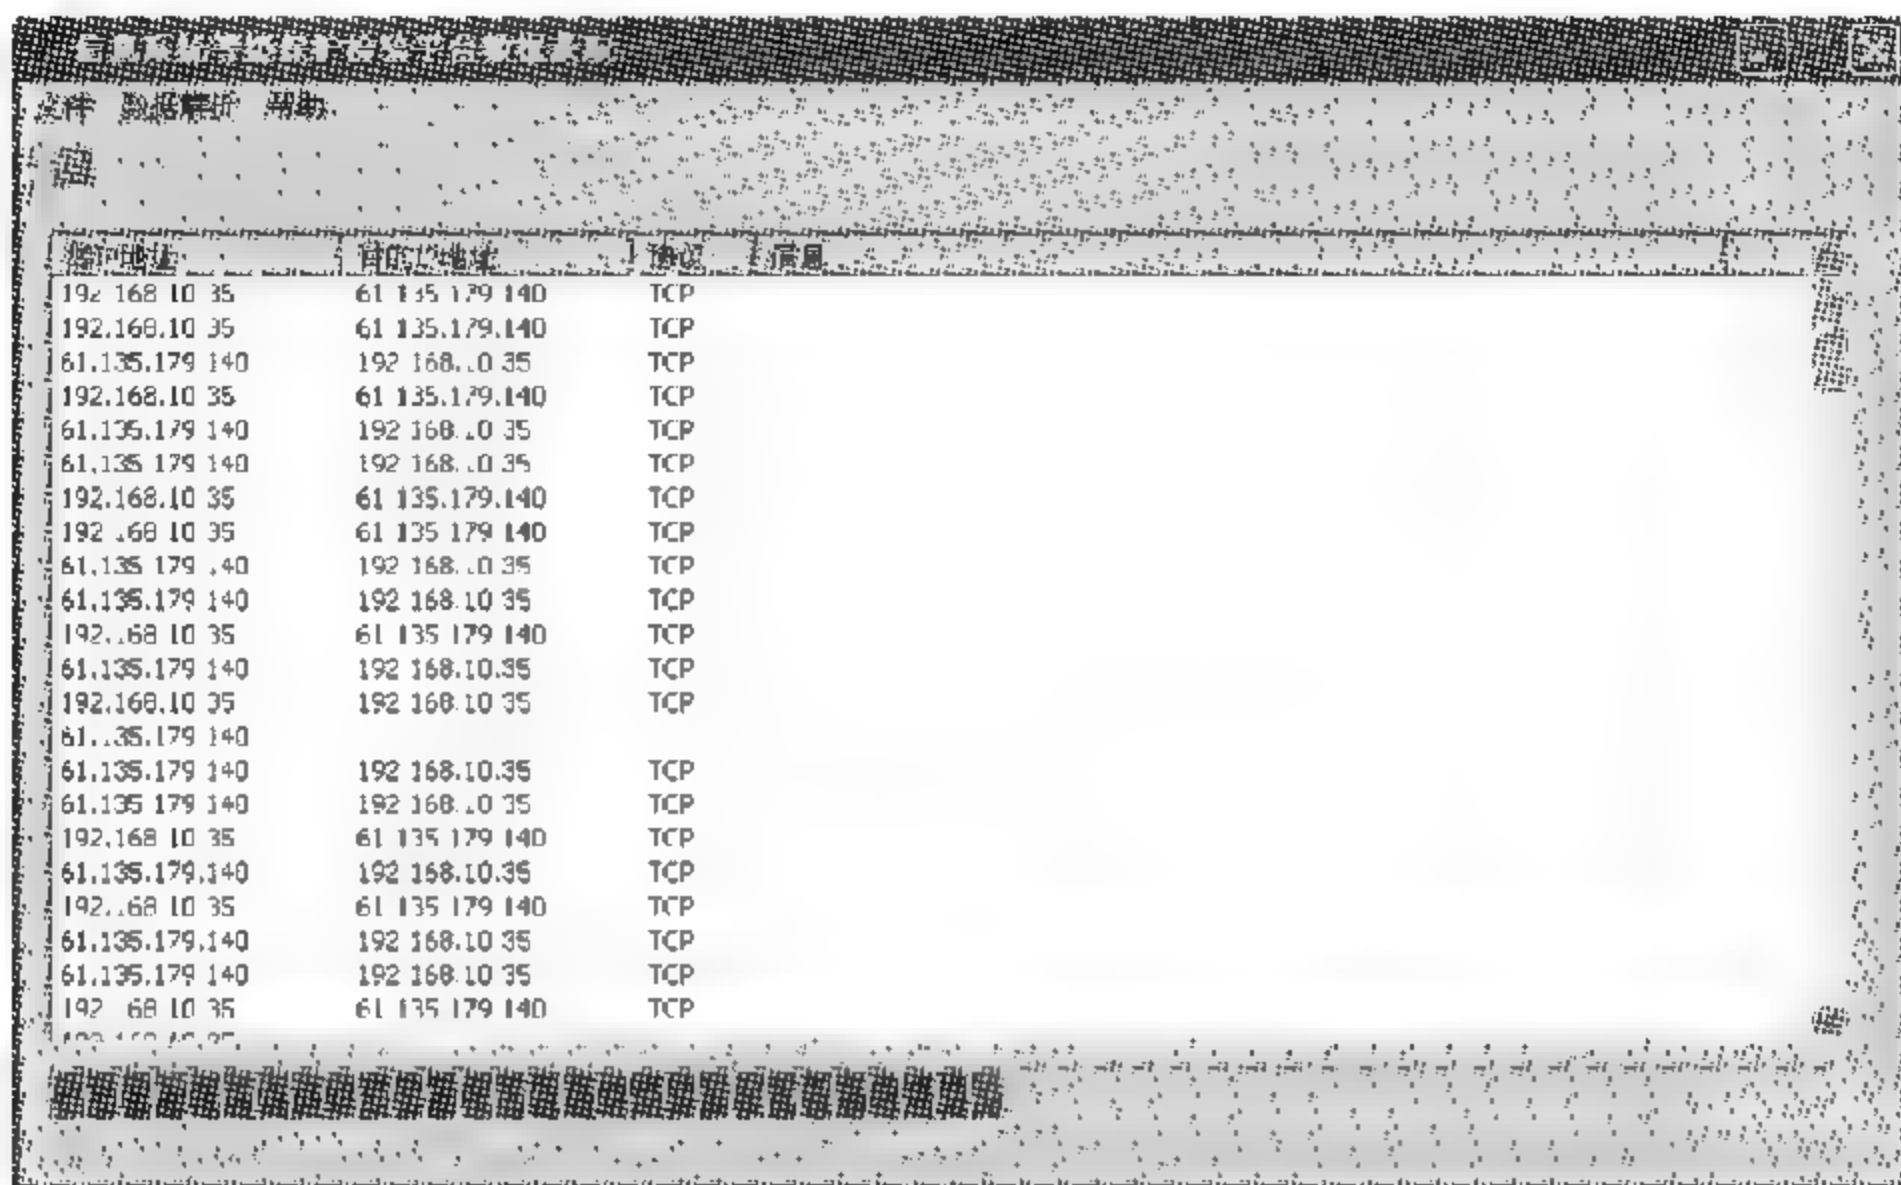 文件 数据解析 帮助
源IP地址 目的IP地址 协议 信息
192 168 10 35 61 135 179 140 TCP
192.168.10 35 61 135.179.140 TCP
61.135.179 140 192 168.10 35 TCP
192.168.10 35 61 135.179.140 TCP
61.135.179 140 192 168.10 35 TCP
61.135 179 140 192 168.10 35 TCP
192.168.10 35 61 135.179.140 TCP
192 168 10 35 61 135 179 140 TCP
61.135 179 140 192 168.10 35 TCP
61.135.179 140 192 168 10 35 TCP
192.168 10 35 61 135 179 140 TCP
61.135.179 140 192 168.10.35 TCP
192.168.10 35 192 168 10 35 TCP
61.135.179 140
61.135.179 140 192 168.10.35 TCP
61.135 179 140 192 168.10 35 TCP
192.168 10 35 61 135 179 140 TCP
61.135.179.140 192 168.10.35 TCP
192.168 10 35 61 135 179 140 TCP
61.135.179.140 192 168.10 35 TCP
61.135.179 140 192 168.10 35 TCP
192 168 10 35 61 135 179 140 TCP